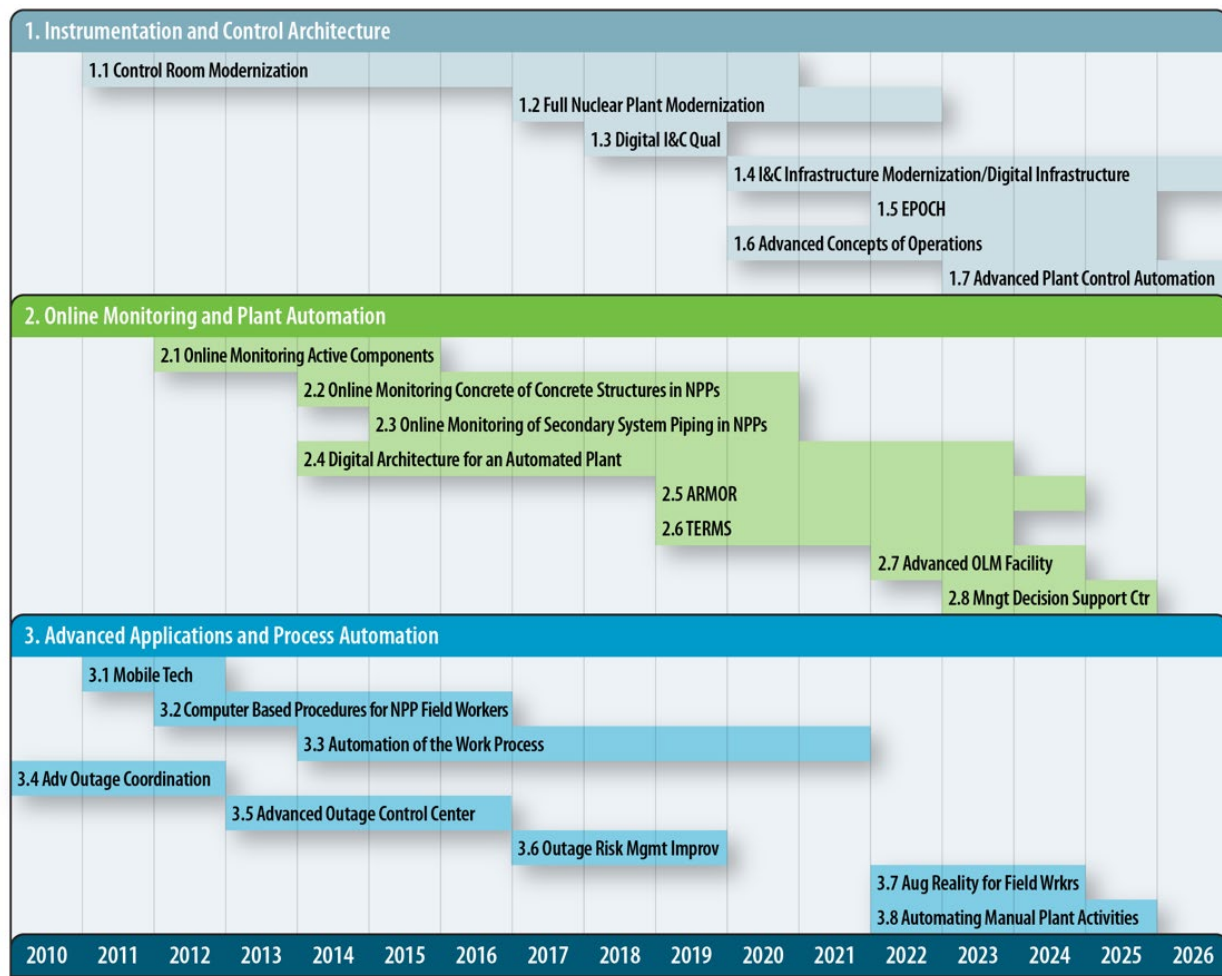 1. Instrumentation and Control Architecture
1.1 Control Room Modernization
1.2 Full Nuclear Plant Modernization
1.3 Digital I&C Qual
1.4 I&C Infrastructure Modernization/Digital Infrastructure
1.5 EPOCH
1.6 Advanced Concepts of Operations
1.7 Advanced Plant Control Automation
2. Online Monitoring and Plant Automation
2.1 Online Monitoring Active Components
2.2 Online Monitoring Concrete of Concrete Structures in NPPs
2.3 Online Monitoring of Secondary System Piping in NPPs
2.4 Digital Architecture for an Automated Plant
2.5 ARMOR
2.6 TERMS
2.7 Advanced OLM Facility
2.8 Mngt Decision Support Ctr
3. Advanced Applications and Process Automation
3.1 Mobile Tech
3.2 Computer Based Procedures for NPP Field Workers
3.3 Automation of the Work Process
3.4 Adv Outage Coordination
3.5 Advanced Outage Control Center
3.6 Outage Risk Mgmt Improv
3.7 Aug Reality for Field Wrkrs
3.8 Automating Manual Plant Activities
2010 2011 2012 2013 2014 2015 2016 2017 2018 2019 2020 2021 2022 2023 2024 2025 2026